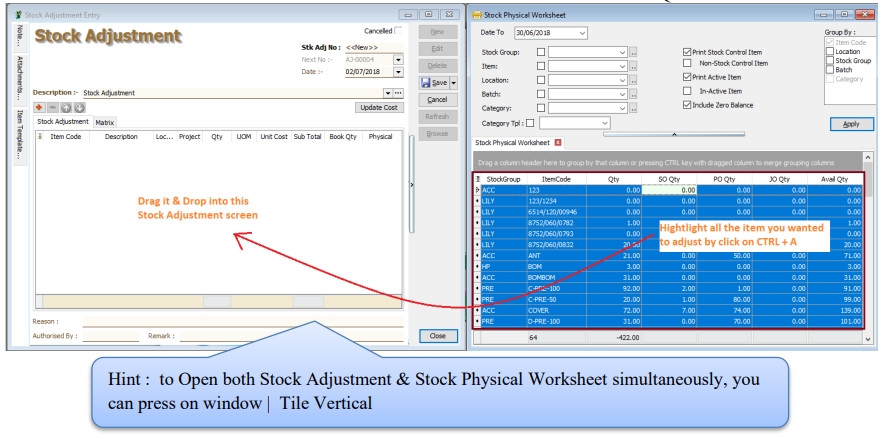 Stock Adjustment Entry
Note...
Attachments...
Item Template...
Stock Adjustment
Cancelled
Stk Adj No : <<New>>
Next No :- AJ-00004
Date :- 02/07/2018
Description :- Stock Adjustment
Update Cost
Stock Adjustment Matrix
Item Code Description Loc... Project Qty UOM Unit Cost Sub Total Book Qty Physical
Drag it & Drop into this
Stock Adjustment screen
Reason :
Authorised By : Remark :
New
Edit
Delete
Save
Cancel
Refresh
Browse
Close
Stock Physical Worksheet
Date To 30/06/2018
Stock Group:
Item:
Location:
Batch:
Category:
Category Tpl :
Print Stock Control Item
Non-Stock Control Item
Print Active Item
In-Active Item
Include Zero Balance
Group By :
Item Code
Location
Stock Group
Batch
Category
Apply
Stock Physical Worksheet
Drag a column header here to group by that column or pressing CTRL key with dragged column to merge grouping columns
StockGroup ItemCode Qty SO Qty PO Qty JO Qty Avail Qty
ACC 123 0.00 0.00 0.00 0.00 0.00
LILY 123/1234 0.00 0.00 0.00 0.00 0.00
LILY 6514/120/00946 0.00 0.00 0.00 0.00 0.00
LILY 8752/060/0782 1.00 1.00
LILY 8752/060/0793 0.00 0.00
LILY 8752/060/0832 20.00 20.00
ACC ANT 21.00 0.00 50.00 0.00 71.00
HP BOM 3.00 0.00 0.00 0.00 3.00
ACC BOMBOM 31.00 0.00 0.00 0.00 31.00
PRE C-PRE-100 92.00 2.00 1.00 0.00 91.00
PRE C-PRE-50 20.00 1.00 80.00 0.00 99.00
ACC COVER 72.00 7.00 74.00 0.00 139.00
PRE D-PRE-100 31.00 0.00 70.00 0.00 101.00
64 -422.00
Hightlight all the item you wanted
to adjust by click on CTRL + A
Hint : to Open both Stock Adjustment & Stock Physical Worksheet simultaneously, you
can press on window | Tile Vertical